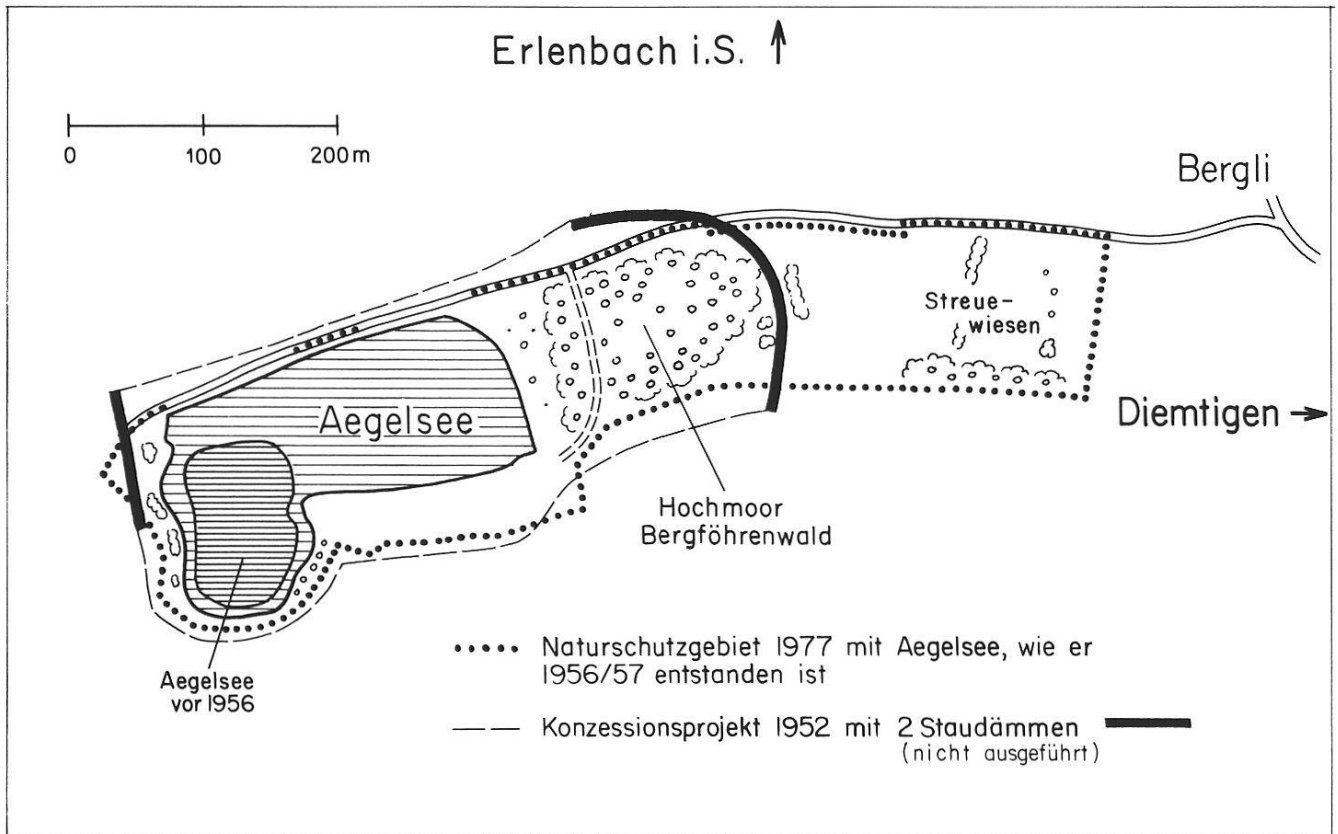 Erlenbach i.S. ↑
0 100 200 m
Bergli
Streue-
wiesen
Aegelsee
Diemtigen →
Hochmoor
Bergföhrenwald
Aegelsee
vor 1956
Naturschutzgebiet 1977 mit Aegelsee, wie er
1956/57 entstanden ist
Konzessionsprojekt 1952 mit 2 Staudämmen
(nicht ausgeführt)